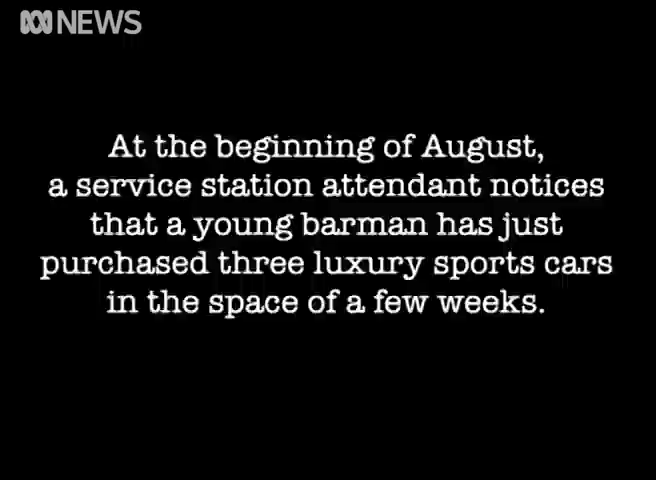 NEWS
At the beginning of August,
a service station attendant notices
that a young barman has just
purchased three luxury sports cars
in the space of a few weeks.